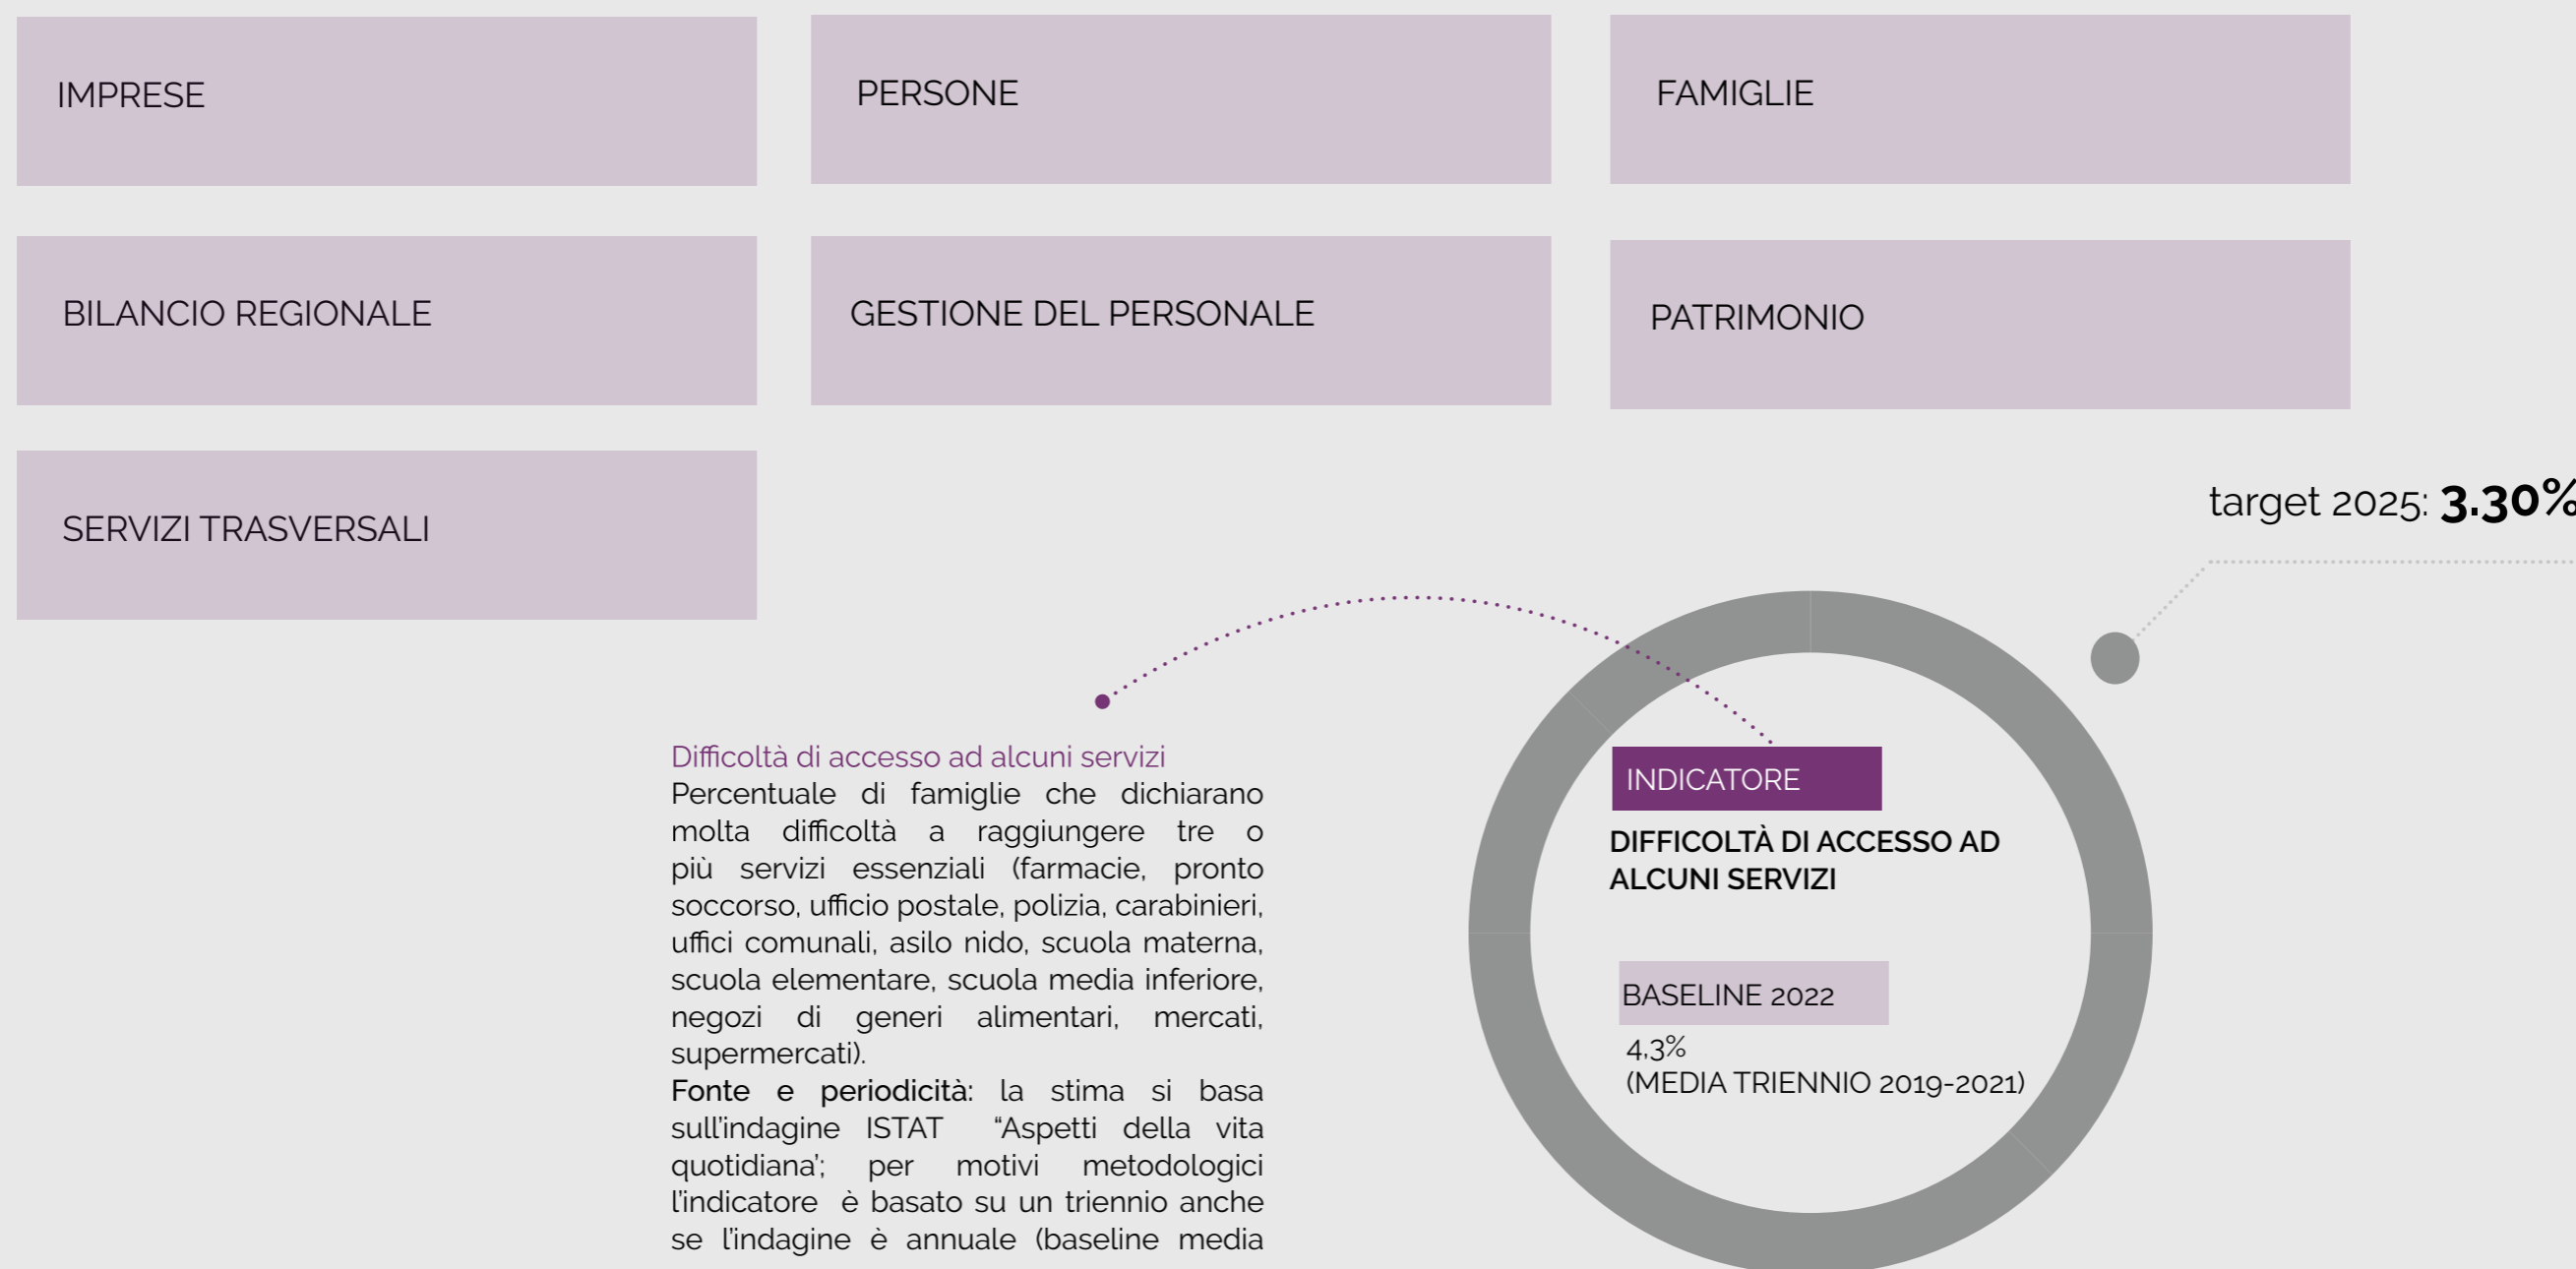 IMPRESE
PERSONE
FAMIGLIE
BILANCIO REGIONALE
GESTIONE DEL PERSONALE
PATRIMONIO
SERVIZI TRASVERSALI
target 2025: 3.30%
Difficoltà di accesso ad alcuni servizi
Percentuale di famiglie che dichiarano
molta difficoltà a raggiungere tre o
più servizi essenziali (farmacie, pronto
soccorso, ufficio postale, polizia, carabinieri,
uffici comunali, asilo nido, scuola materna,
scuola elementare, scuola media inferiore,
negozi di generi alimentari, mercati,
supermercati).
Fonte e periodicità: la stima si basa
sull'indagine ISTAT “Aspetti della vita
quotidiana’; per motivi metodologici
l'indicatore è basato su un triennio anche
se l'indagine è annuale (baseline media
INDICATORE
DIFFICOLTÀ DI ACCESSO AD
ALCUNI SERVIZI
BASELINE 2022
4,3%
(MEDIA TRIENNIO 2019-2021)